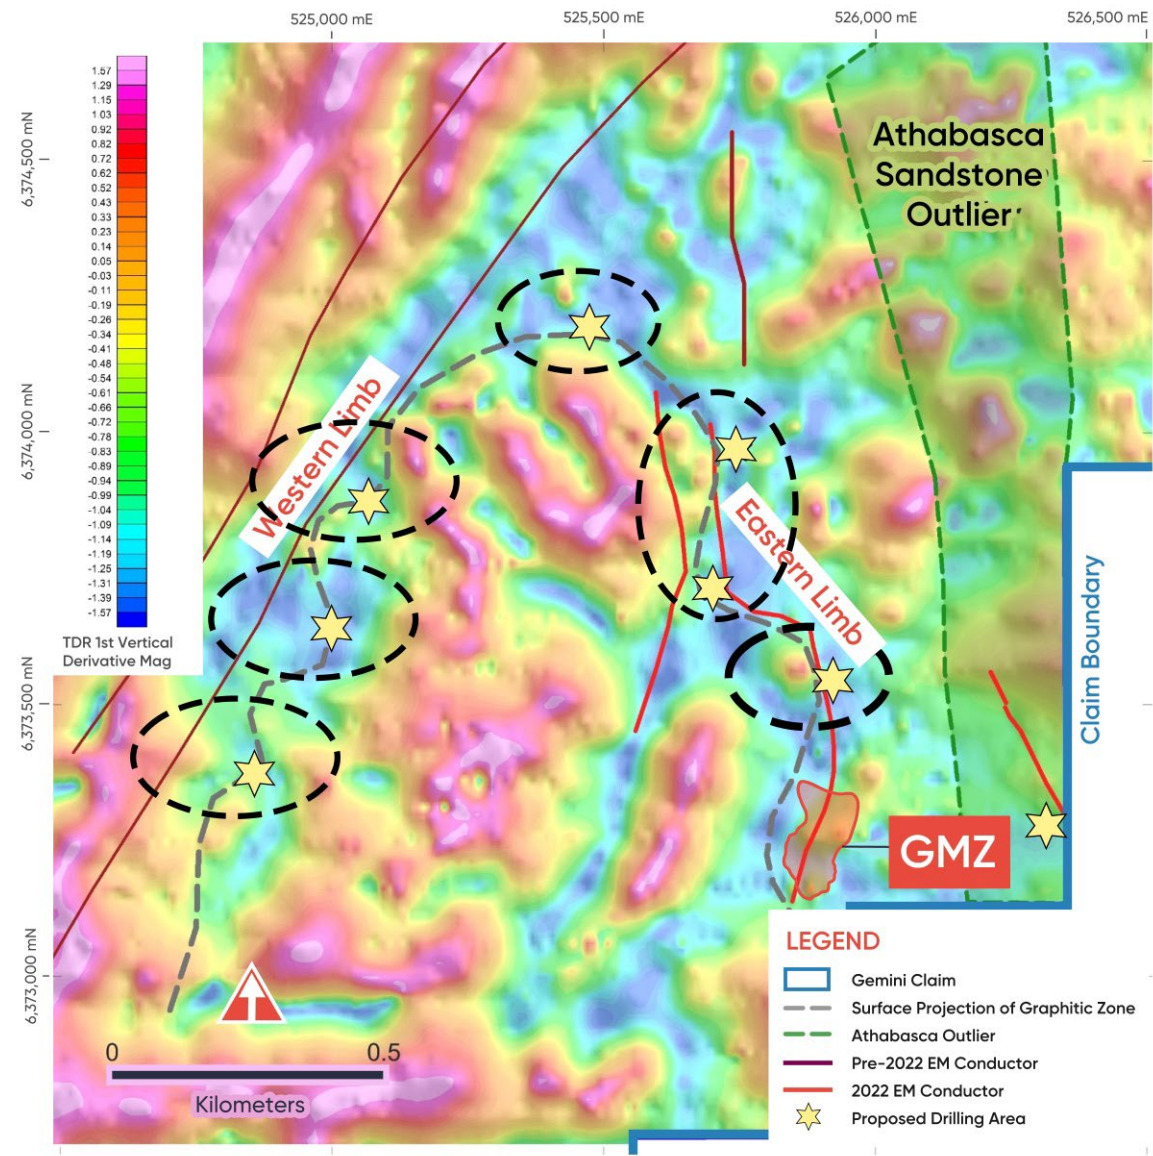 525,000 mE
525,500 mE
526,000 mE
526,500 mE
6,374,500 mN
6,374,000 mN
6,373,500 mN
6,373,000 mN
1.57
1.29
1.15
1.03
0.92
0.82
0.72
0.62
0.52
0.43
0.33
0.23
0.14
0.05
-0.03
-0.11
-0.19
-0.26
-0.34
-0.41
-0.48
-0.54
-0.61
-0.66
-0.72
-0.78
-0.83
-0.89
-0.94
-0.99
-1.04
-1.09
-1.14
-1.19
-1.25
-1.31
-1.39
-1.57
TDR 1st Vertical
Derivative Mag
Athabasca
Sandstone
Outlier
Western Limb
Eastern Limb
Claim Boundary
GMZ
0 0.5
Kilometers
LEGEND
Gemini Claim
Surface Projection of Graphitic Zone
Athabasca Outlier
Pre-2022 EM Conductor
2022 EM Conductor
Proposed Drilling Area